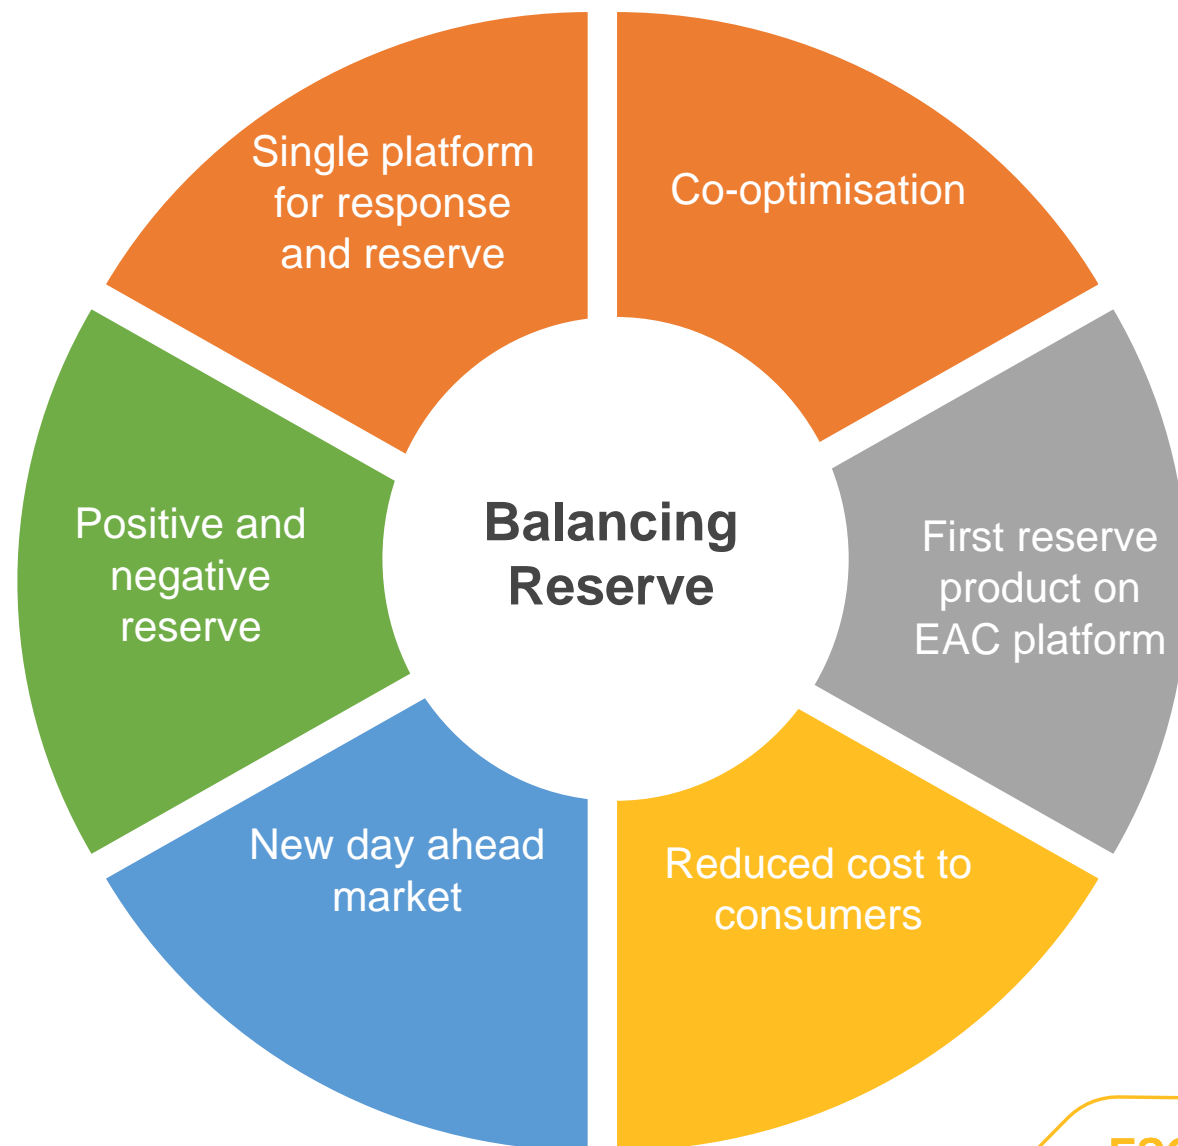 Single platform
for response
and reserve
Co-optimisation
Positive and
negative
reserve
Balancing
Reserve
First reserve
product on
EAC platform
New day ahead
market
Reduced cost to
consumers